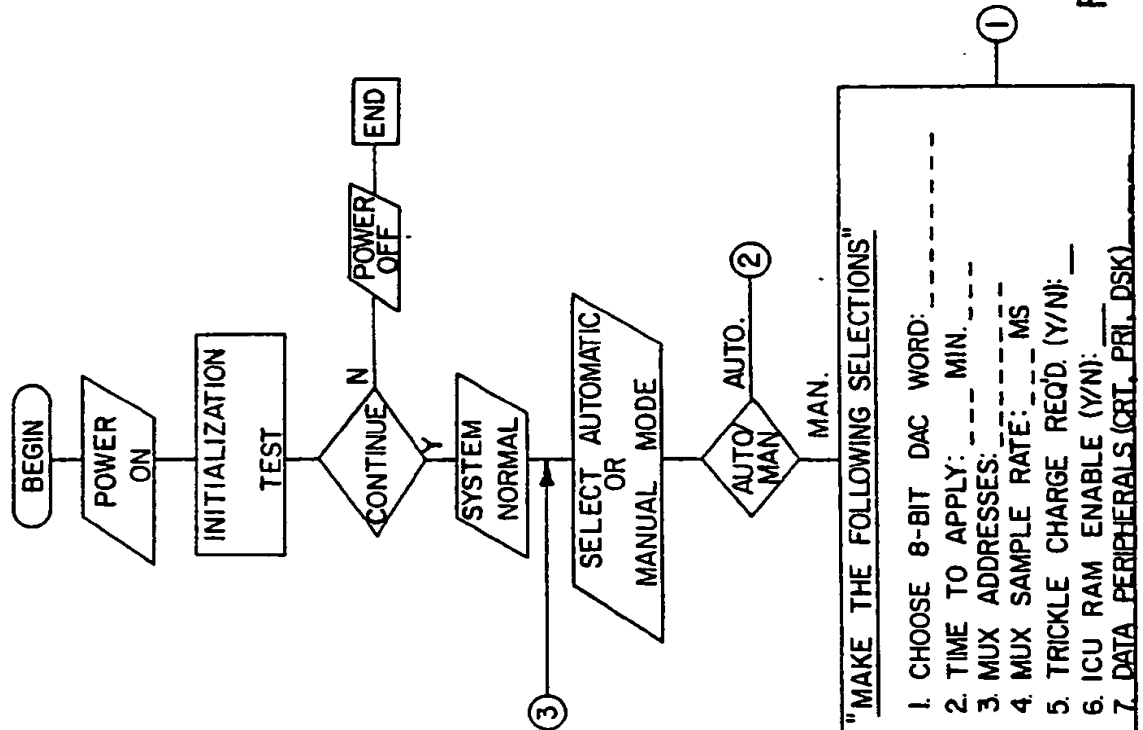 BEGIN
POWER
ON
INITIALIZATION
TEST
CONTINUE
N
POWER
OFF
END
Y
SYSTEM
NORMAL
3
SELECT AUTOMATIC
OR
MANUAL MODE
AUTO
MAN
AUTO.
2
MAN.
"MAKE THE FOLLOWING SELECTIONS"
1. CHOOSE 8-BIT DAC WORD: _ _ _ _ _ _ _ _
2. TIME TO APPLY: _ _ _ MIN. _ _ _
3. MUX ADDRESSES: _ _ _ _ _ _ _ _
4. MUX SAMPLE RATE: _ _ _ MS
5. TRICKLE CHARGE REQ'D. (Y/N): __
6. ICU RAM ENABLE (Y/N): __
7. DATA PERIPHERALS (CRT, PRI, DSK) _ _ _
1